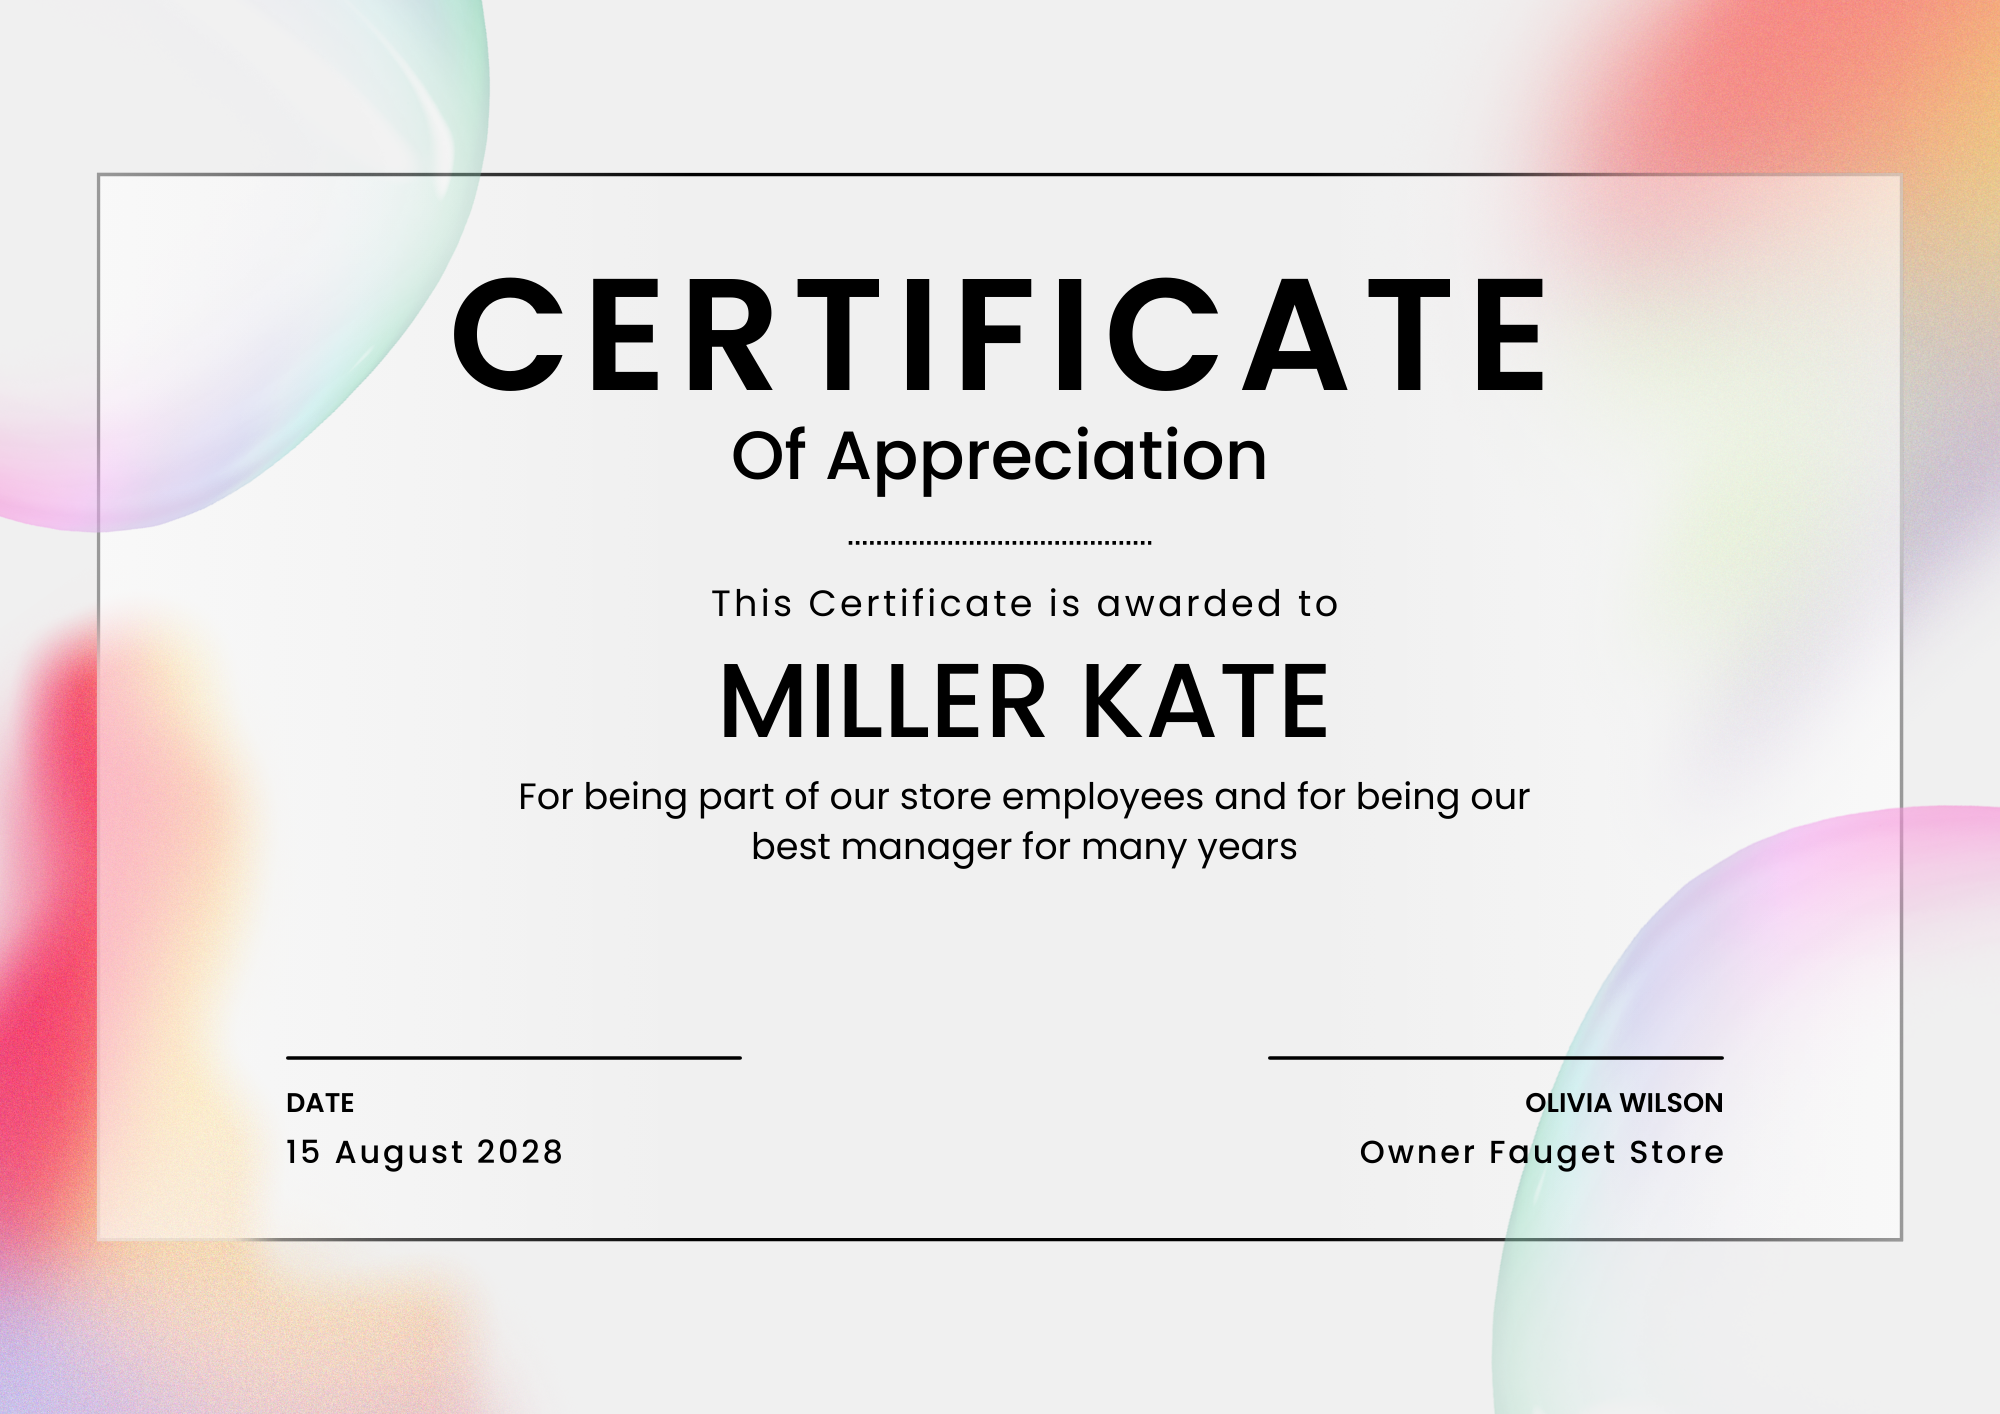 CERTIFICATE
Of Appreciation
This Certificate is awarded to
MILLER KATE
For being part of our store employees and for being our
best manager for many years
DATE
15 August 2028
OLIVIA WILSON
Owner Fauget Store